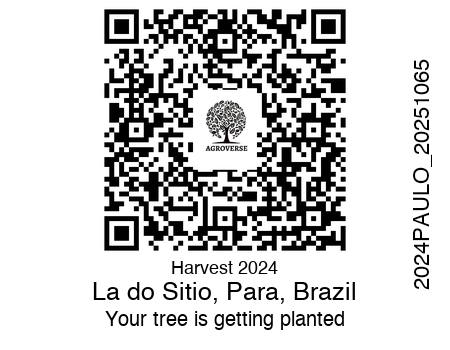 AGROVERSE
Harvest 2024
La do Sitio, Para, Brazil
Your tree is getting planted
2024PAULO_20251065